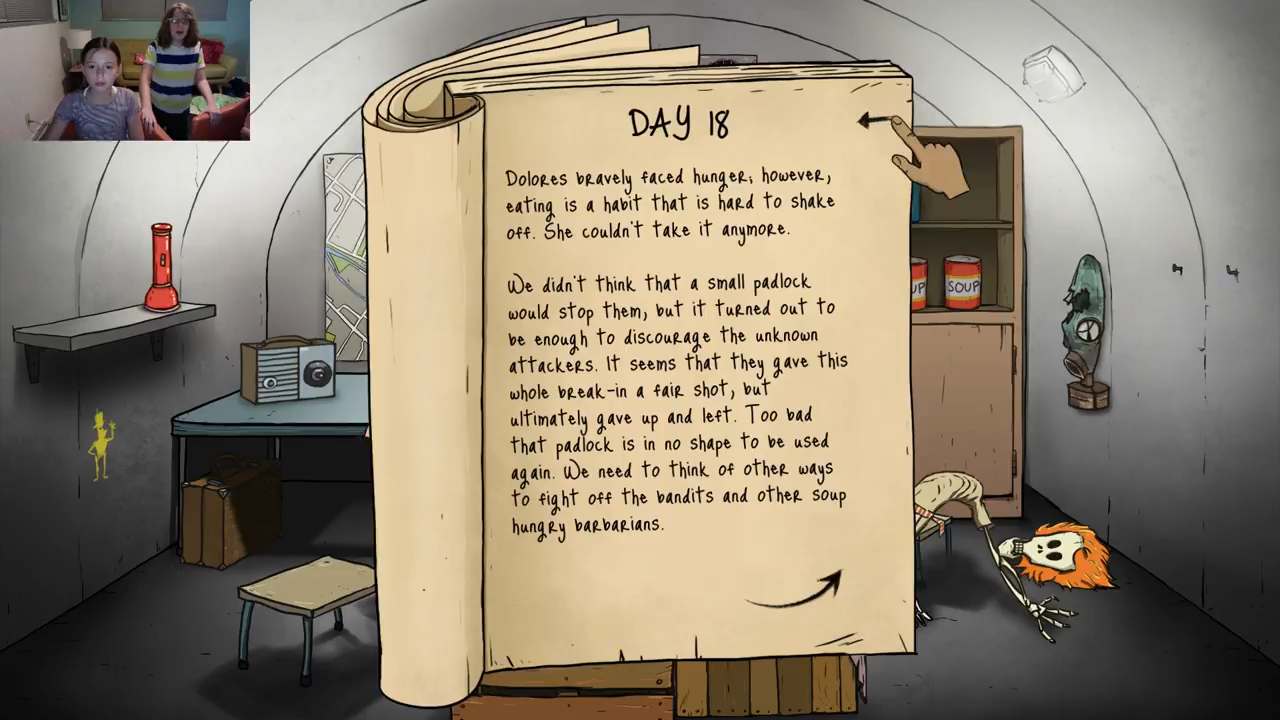 DAY 18
Dolores bravely faced hunger; however,
eating is a habit that is hard to shake
off. She couldn't take it anymore.
We didn't think that a small padlock
would stop them, but it turned out to
be enough to discourage the unknown
attackers. It seems that they gave this
whole break-in a fair shot, but
ultimately gave up and left. Too bad
that padlock is in no shape to be used
again. We need to think of other ways
to fight off the bandits and other soup
hungry barbarians.
UP
SOUP